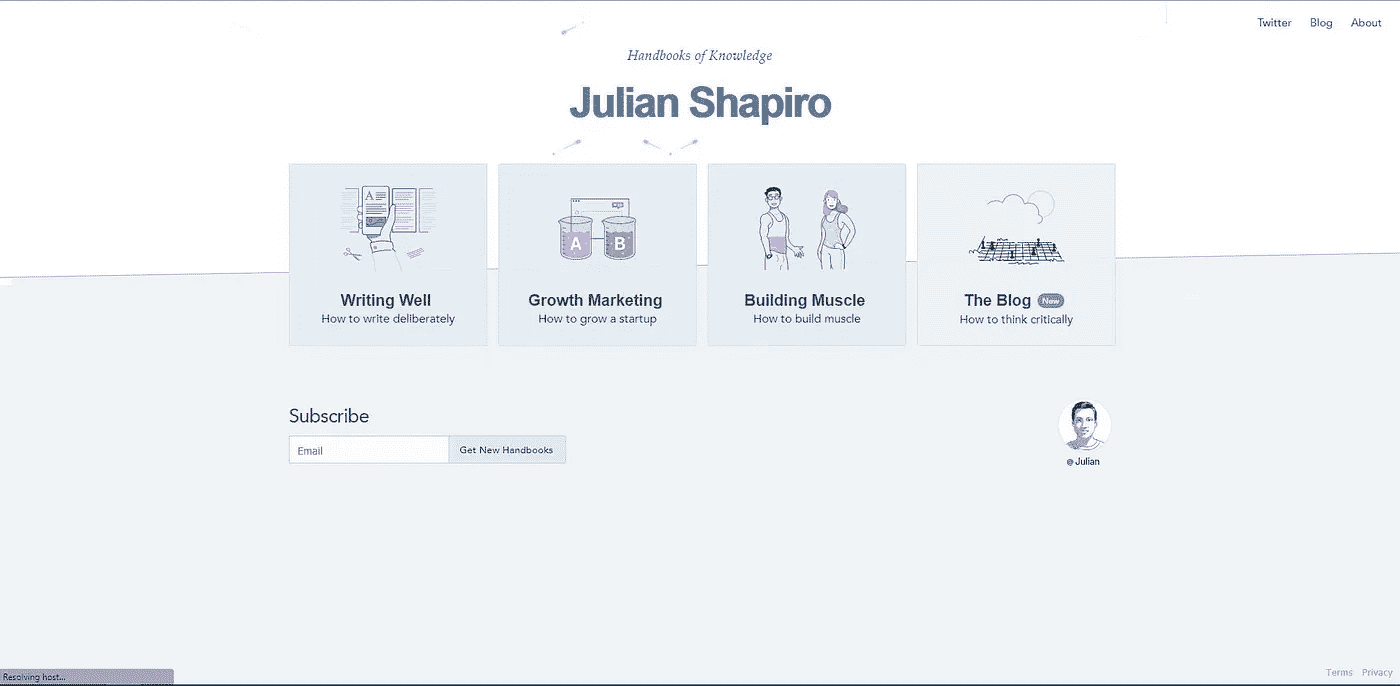 Twitter Blog About
Handbooks of Knowledge
Julian Shapiro
A
A B
Writing Well
How to write deliberately
Growth Marketing
How to grow a startup
Building Muscle
How to build muscle
The Blog New
How to think critically
Subscribe
Email Get New Handbooks
@Julian
Resolving host...
Terms Privacy